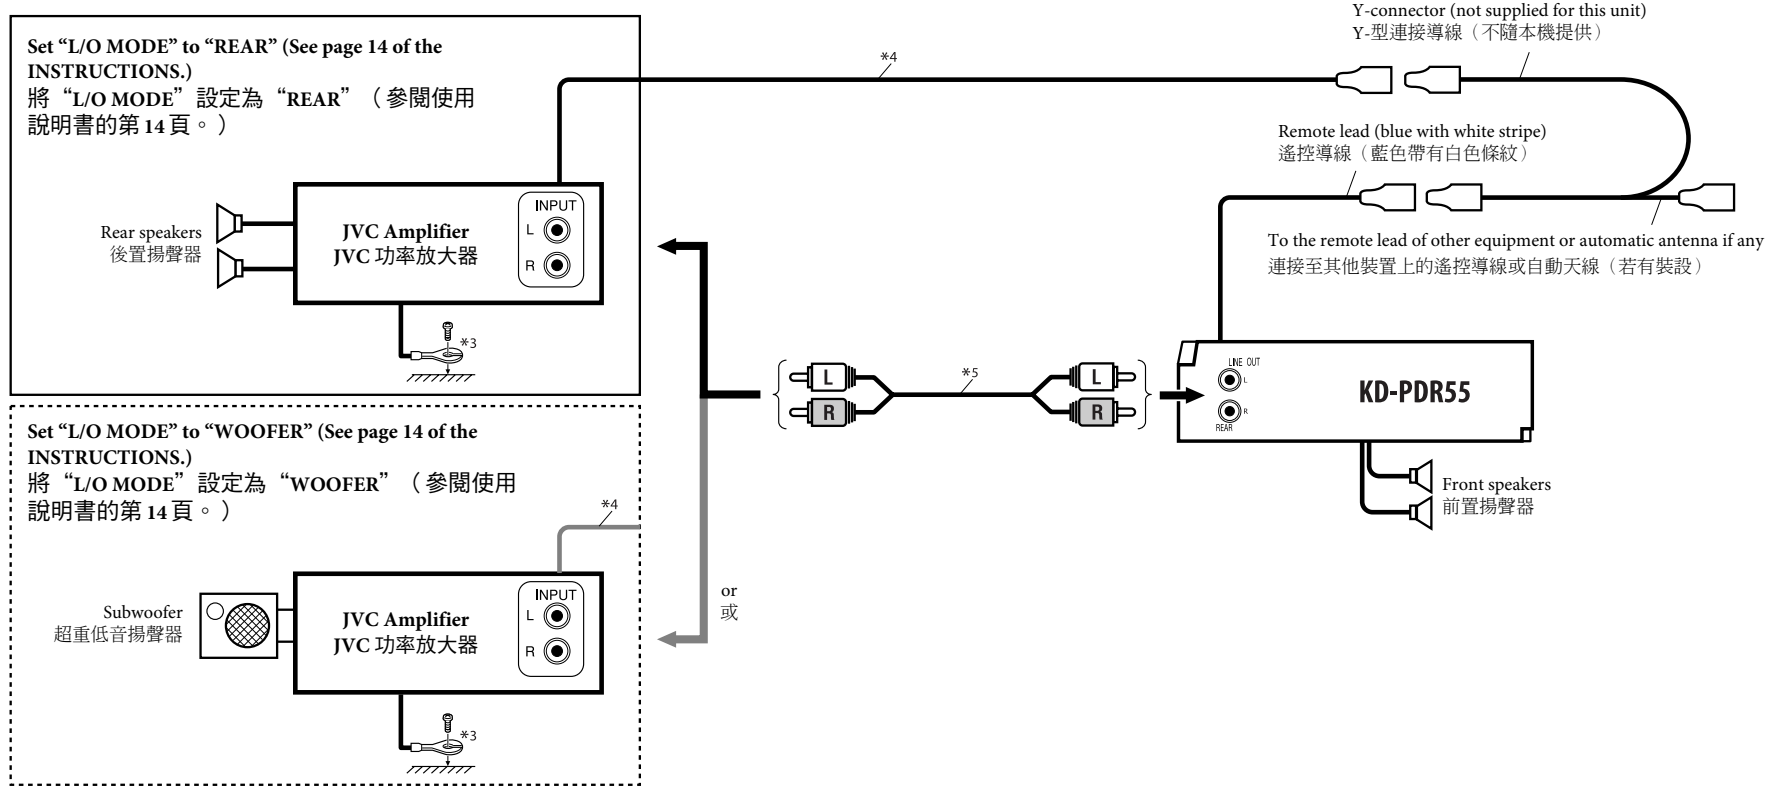 Y-connector (not supplied for this unit)
Y-型連接導線（不隨本機提供）
Set “L/O MODE” to “REAR” (See page 14 of the
INSTRUCTIONS.)
將“L/O MODE”設定為“REAR”（參閱使用
說明書的第14頁。）
*4
Remote lead (blue with white stripe)
遙控導線（藍色帶有白色條紋）
Rear speakers
後置揚聲器
JVC Amplifier
JVC 功率放大器
INPUT
L
R
*3
To the remote lead of other equipment or automatic antenna if any
連接至其他裝置上的遙控導線或自動天線（若有裝設）
L
R
*5
L
R
LINE OUT
L
R
REAR
KD-PDR55
Front speakers
前置揚聲器
Set “L/O MODE” to “WOOFER” (See page 14 of the
INSTRUCTIONS.)
將“L/O MODE”設定為“WOOFER”（參閱使用
說明書的第14頁。）
*4
Subwoofer
超重低音揚聲器
JVC Amplifier
JVC 功率放大器
INPUT
L
R
*3
or
或